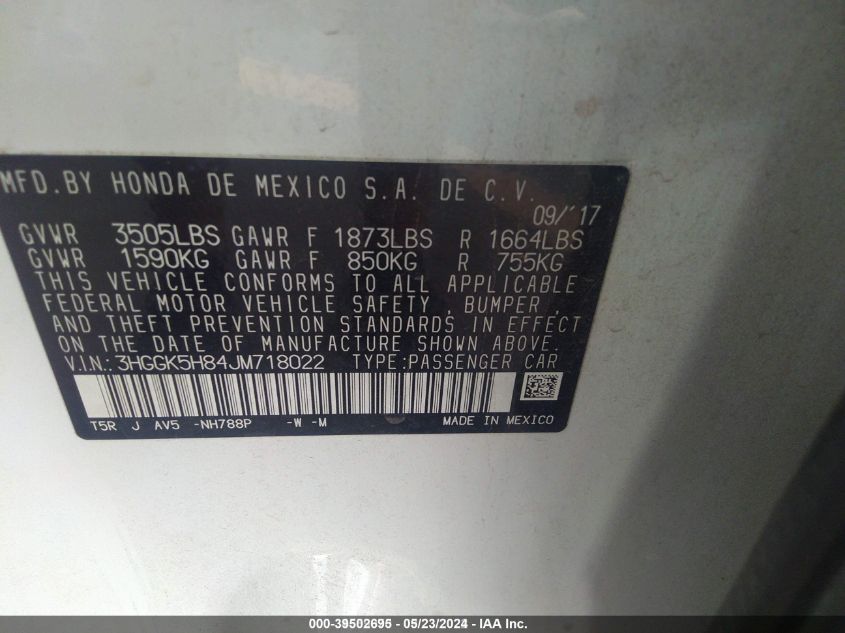 MFD.BY HONDA DE MEXICO S.A. DE C.V.
09/'17
GVWR 3505LBS GAWR F 1873LBS R 1664LBS
GVWR 1590KG GAWR F 850KG R 755KG
THIS VEHICLE CONFORMS TO ALL APPLICABLE
FEDERAL MOTOR VEHICLE SAFETY, BUMPER,
AND THEFT PREVENTION STANDARDS IN EFFECT
ON THE DATE OF MANUFACTURE SHOWN ABOVE.
V.I.N.: 3HGGK5H84JM718022 TYPE:PASSENGER CAR
T5R J AV5 -NH788P -W -M MADE IN MEXICO
000-39502695 - 05/23/2024 - IAA Inc.